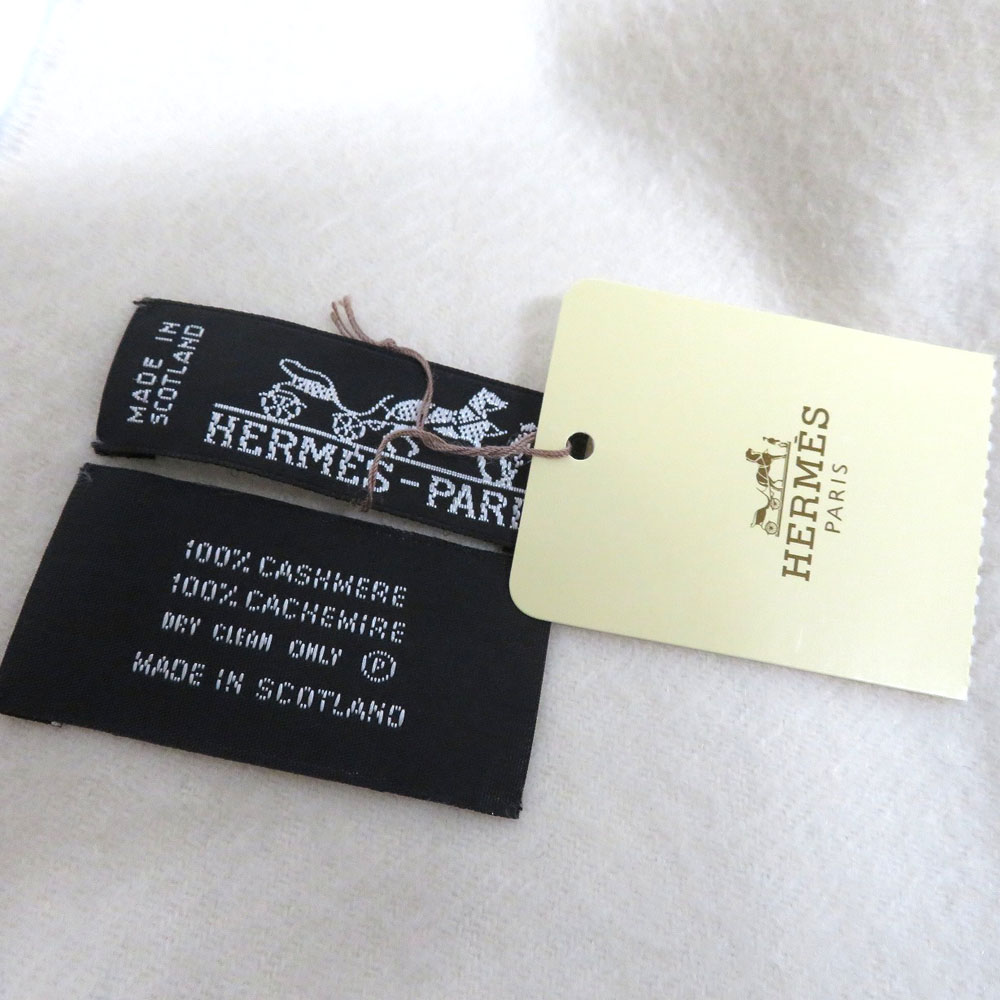 MADE IN
SCOTLAND
HERMÈS-PARI
100% CASHMERE
100% CACHEMIRE
DRY CLEAN ONLY Ⓟ
MADE IN SCOTLAND
HERMÈS
PARIS